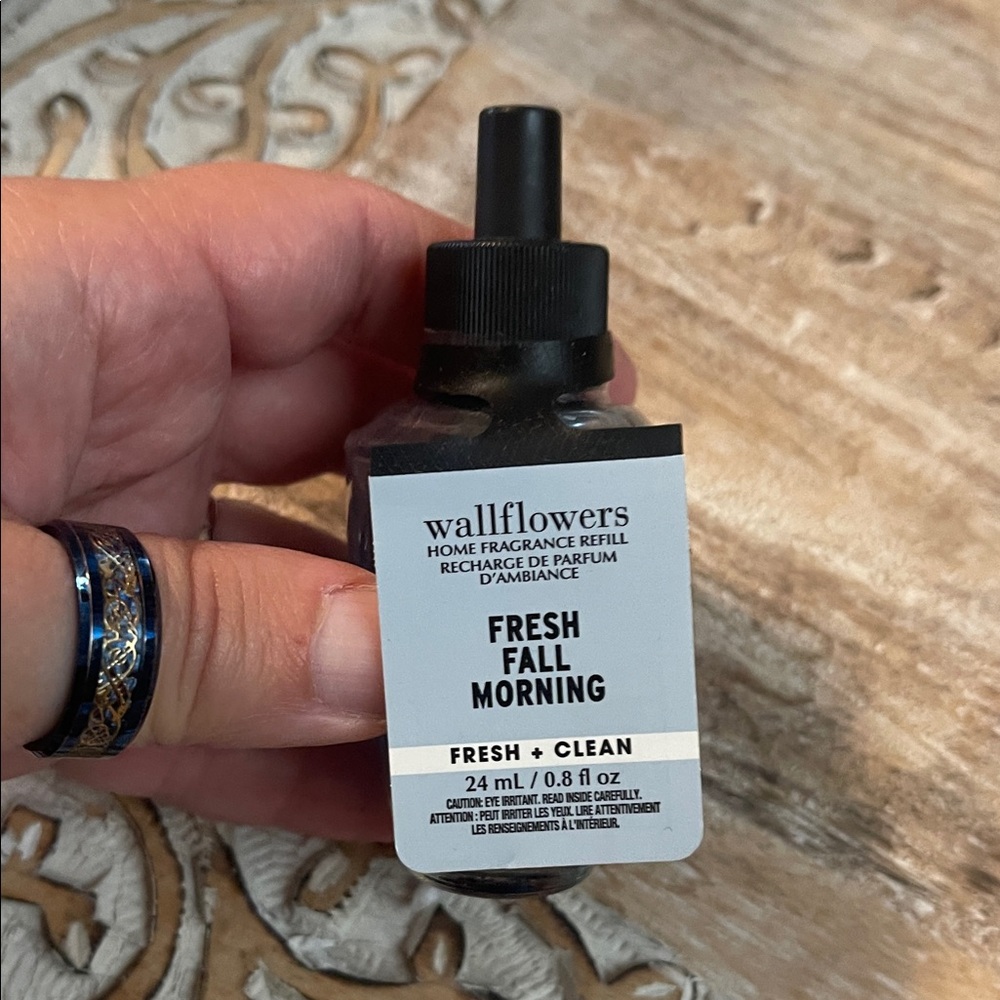 wallflowers
HOME FRAGRANCE REFILL
RECHARGE DE PARFUM
D'AMBIANCE
FRESH
FALL
MORNING
FRESH + CLEAN
24 mL / 0.8 fl oz
CAUTION: EYE IRRITANT. READ INSIDE CAREFULLY.
ATTENTION : PEUT IRRITER LES YEUX. LIRE ATTENTIVEMENT
LES RENSEIGNEMENTS À L'INTÉRIEUR.